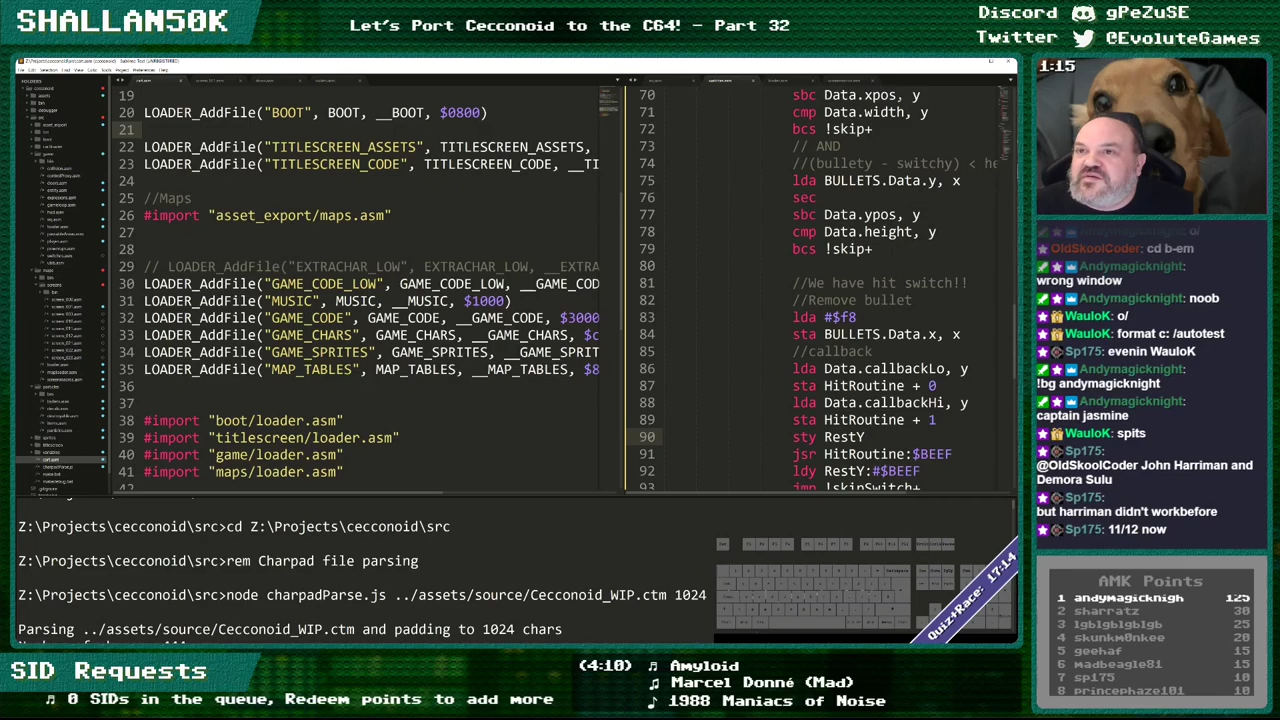 SHALLAN50K
Let's Port Cecconoid to the C64! - Part 32
Discord gPeZuSE
Twitter @EvoluteGames
1:15
19
20 LOADER_AddFile("BOOT", BOOT, __BOOT, $0800)
21
22 LOADER_AddFile("TITLESCREEN_ASSETS", TITLESCREEN_ASSETS,
23 LOADER_AddFile("TITLESCREEN_CODE", TITLESCREEN_CODE, __TI
24
25 //Maps
26 #import "asset_export/maps.asm"
27
28
29 // LOADER_AddFile("EXTRACHAR_LOW", EXTRACHAR_LOW, __EXTRA
30 LOADER_AddFile("GAME_CODE_LOW", GAME_CODE_LOW, __GAME_COD
31 LOADER_AddFile("MUSIC", MUSIC, __MUSIC, $1000)
32 LOADER_AddFile("GAME_CODE", GAME_CODE, __GAME_CODE, $3000
33 LOADER_AddFile("GAME_CHARS", GAME_CHARS, __GAME_CHARS, $c
34 LOADER_AddFile("GAME_SPRITES", GAME_SPRITES, __GAME_SPRIT
35 LOADER_AddFile("MAP_TABLES", MAP_TABLES, __MAP_TABLES, $8
36
37
38 #import "boot/loader.asm"
39 #import "titlescreen/loader.asm"
40 #import "game/loader.asm"
41 #import "maps/loader.asm"
42
70 sbc Data.xpos, y
71 cmp Data.width, y
72 bcs !skip+
73 // AND
74 //(bullety - switchy) < he
75 lda BULLETS.Data.y, x
76 sec
77 sbc Data.ypos, y
78 cmp Data.height, y
79 bcs !skip+
80
81 //We have hit switch!!
82 //Remove bullet
83 lda #$f8
84 sta BULLETS.Data.x, x
85 //callback
86 lda Data.callbackLo, y
87 sta HitRoutine + 0
88 lda Data.callbackHi, y
89 sta HitRoutine + 1
90 sty RestY
91 jsr HitRoutine:$BEEF
92 ldy RestY:#$BEEF
93 jmp !skipSwitch+
Z:\Projects\cecconoid\src>cd Z:\Projects\cecconoid\src
Z:\Projects\cecconoid\src>rem Charpad file parsing
Z:\Projects\cecconoid\src>node charpadParse.js ../assets/source/Cecconoid_WIP.ctm 1024
Parsing ../assets/source/Cecconoid_WIP.ctm and padding to 1024 chars
Quiz+Race: 17:14
Andymagicknight: o/
OldSkoolCoder: cd b-em
Andymagicknight:
wrong window
Andymagicknight: noob
WauloK: o/
WauloK: format c: /autotest
Sp175: evenin WauloK
Andymagicknight:
!bg andymagicknight
Andymagicknight:
captain jasmine
WauloK: spits
Sp175:
@OldSkoolCoder John Harriman and
Demora Sulu
Sp175:
but harriman didn't workbefore
Sp175: 11/12 now
AMK Points
1 andymagicknigh 125
2 sharratz 30
3 lgblgblgblgb 25
4 skunkm0nkee 20
5 geehaf 15
6 madbeagle81 15
7 sp175 10
8 princephaze101 10
SID Requests
0 SIDs in the queue, Redeem points to add more
(4:10) Amyloid
Marcel Donné (Mad)
1988 Maniacs of Noise